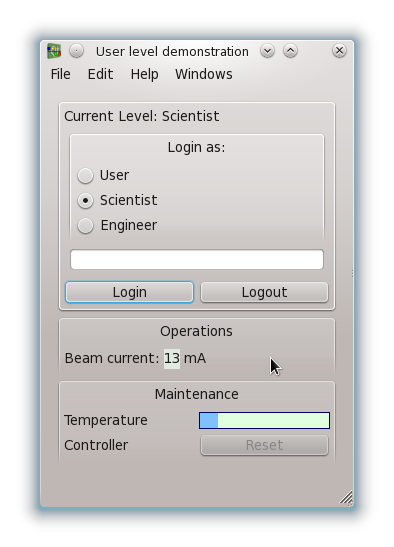 User level demonstration
File Edit Help Windows
Current Level: Scientist
Login as:
User
Scientist
Engineer
Login Logout
Operations
Beam current: 13 mA
Maintenance
Temperature
Controller Reset